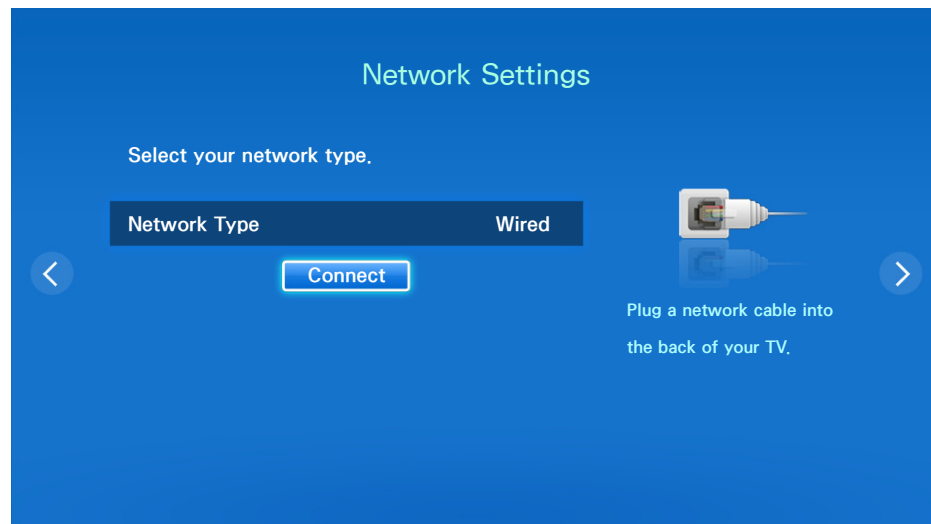 Network Settings
Select your network type.
Network Type Wired
Connect
Plug a network cable into
the back of your TV.